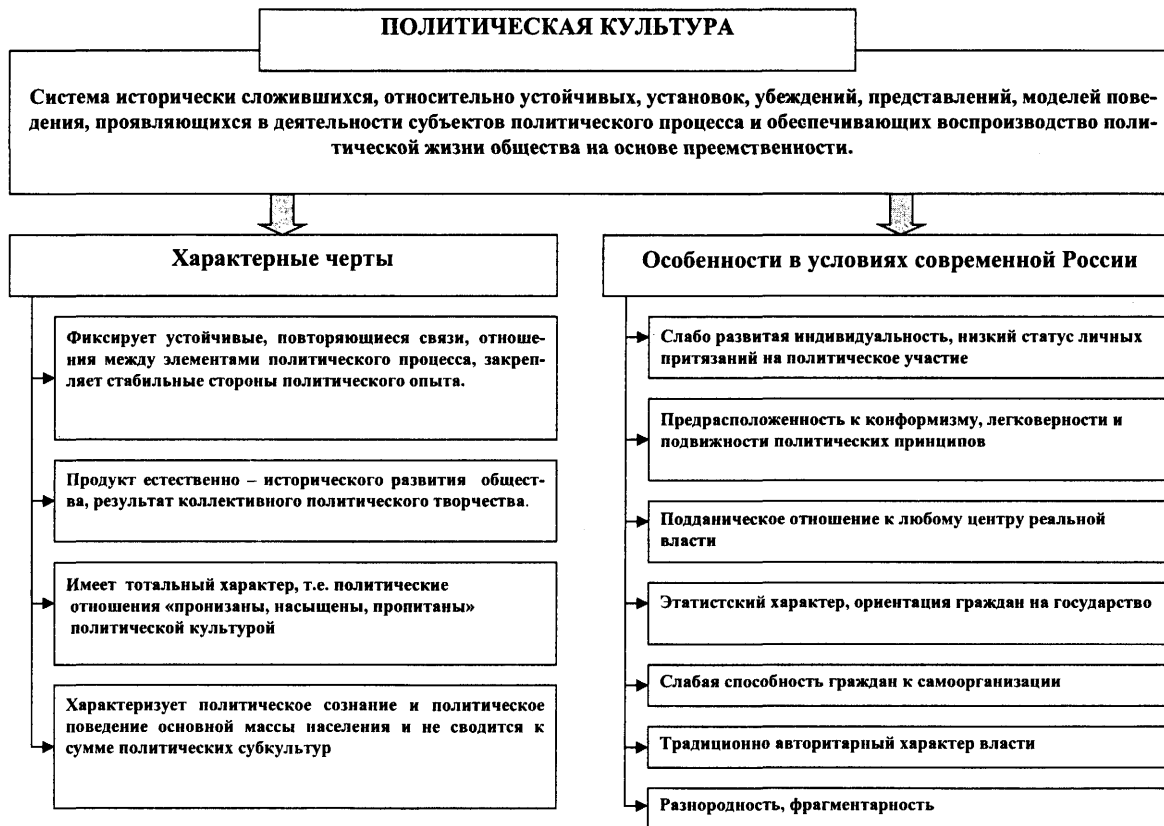 ПОЛИТИЧЕСКАЯ КУЛЬТУРА
Система исторически сложившихся, относительно устойчивых, установок, убеждений, представлений, моделей пове-
дения, проявляющихся в деятельности субъектов политического процесса и обеспечивающих воспроизводство поли-
тической жизни общества на основе преемственности.
Характерные черты
Фиксирует устойчивые, повторяющиеся связи, отноше-
ния между элементами политического процесса, закреп-
ляет стабильные стороны политического опыта.
Продукт естественно – исторического развития общест-
ва, результат коллективного политического творчества.
Имеет тотальный характер, т.е. политические
отношения «пронизаны, насыщены, пропитаны»
политической культурой
Характеризует политическое сознание и политическое
поведение основной массы населения и не сводится к
сумме политических субкультур
Особенности в условиях современной России
Слабо развитая индивидуальность, низкий статус личных
притязаний на политическое участие
Предрасположенность к конформизму, легковерности и
подвижности политических принципов
Подданическое отношение к любому центру реальной
власти
Этатистский характер, ориентация граждан на государство
Слабая способность граждан к самоорганизации
Традиционно авторитарный характер власти
Разнородность, фрагментарность